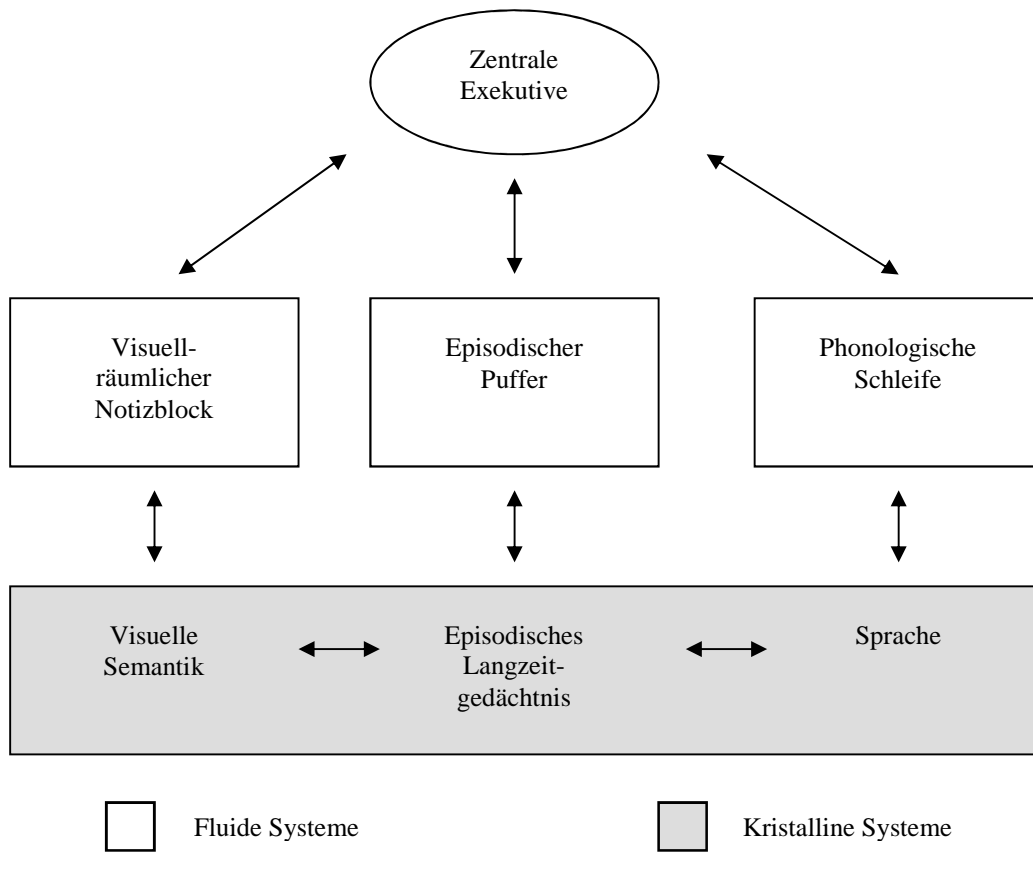 Zentrale
Exekutive
Visuell-
räumlicher
Notizblock
Episodischer
Puffer
Phonologische
Schleife
Visuelle
Semantik
Episodisches
Langzeit-
gedächtnis
Sprache
Fluide Systeme
Kristalline Systeme